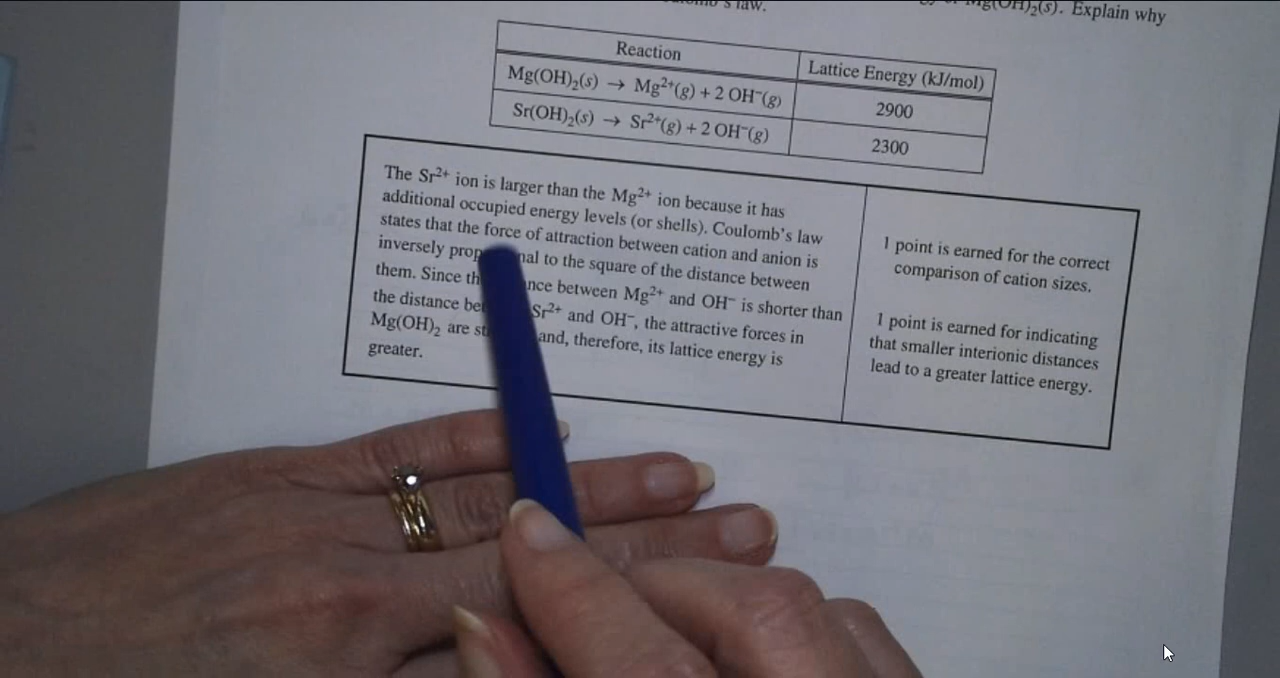 's law.
Mg(OH)₂(s). Explain why
Reaction
Lattice Energy (kJ/mol)
Mg(OH)₂(s) → Mg²⁺(g) + 2 OH⁻(g)
2900
Sr(OH)₂(s) → Sr²⁺(g) + 2 OH⁻(g)
2300
The Sr²⁺ ion is larger than the Mg²⁺ ion because it has
additional occupied energy levels (or shells). Coulomb's law
states that the force of attraction between cation and anion is
inversely to the square of the distance between
them. Since between Mg²⁺ and OH⁻ is shorter than
the distance Sr²⁺ and OH⁻, the attractive forces in
Mg(OH)₂ are and, therefore, its lattice energy is
greater.
1 point is earned for the correct
comparison of cation sizes.
1 point is earned for indicating
that smaller interionic distances
lead to a greater lattice energy.